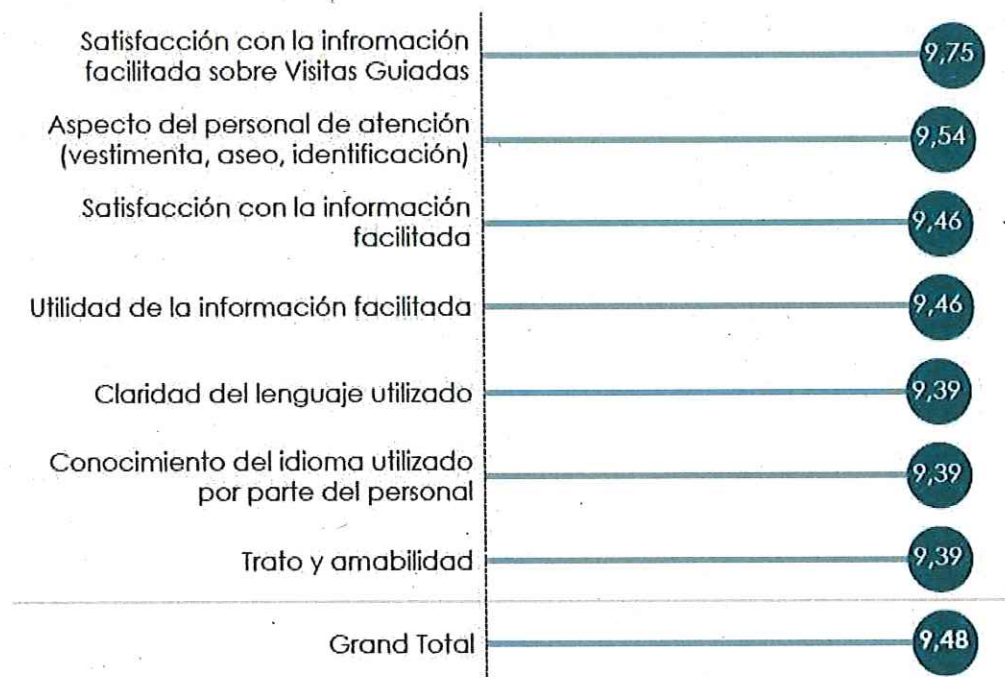 Satisfacción con la infromación
facilitada sobre Visitas Guiadas
9,75
Aspecto del personal de atención
(vestimenta, aseo, identificación)
9,54
Satisfacción con la información
facilitada
9,46
Utilidad de la información facilitada
9,46
Claridad del lenguaje utilizado
9,39
Conocimiento del idioma utilizado
por parte del personal
9,39
Trato y amabilidad
9,39
Grand Total
9,48